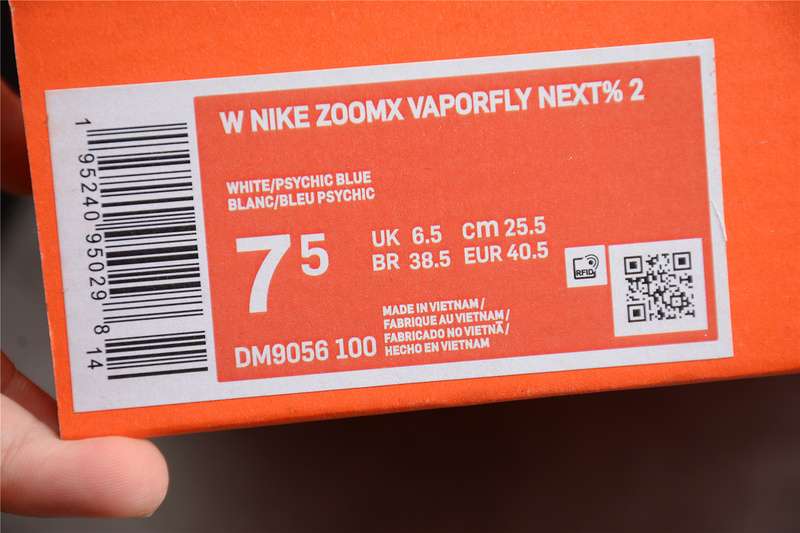 W NIKE ZOOMX VAPORFLY NEXT% 2
WHITE/PSYCHIC BLUE
BLANC/BLEU PSYCHIC
7 5
UK 6.5 cm 25.5
BR 38.5 EUR 40.5
MADE IN VIETNAM /
FABRIQUE AU VIETNAM /
FABRICADO NO VIETNÃ /
HECHO EN VIETNAM
DM9056 100
RFID
1 95240 95029 8 14